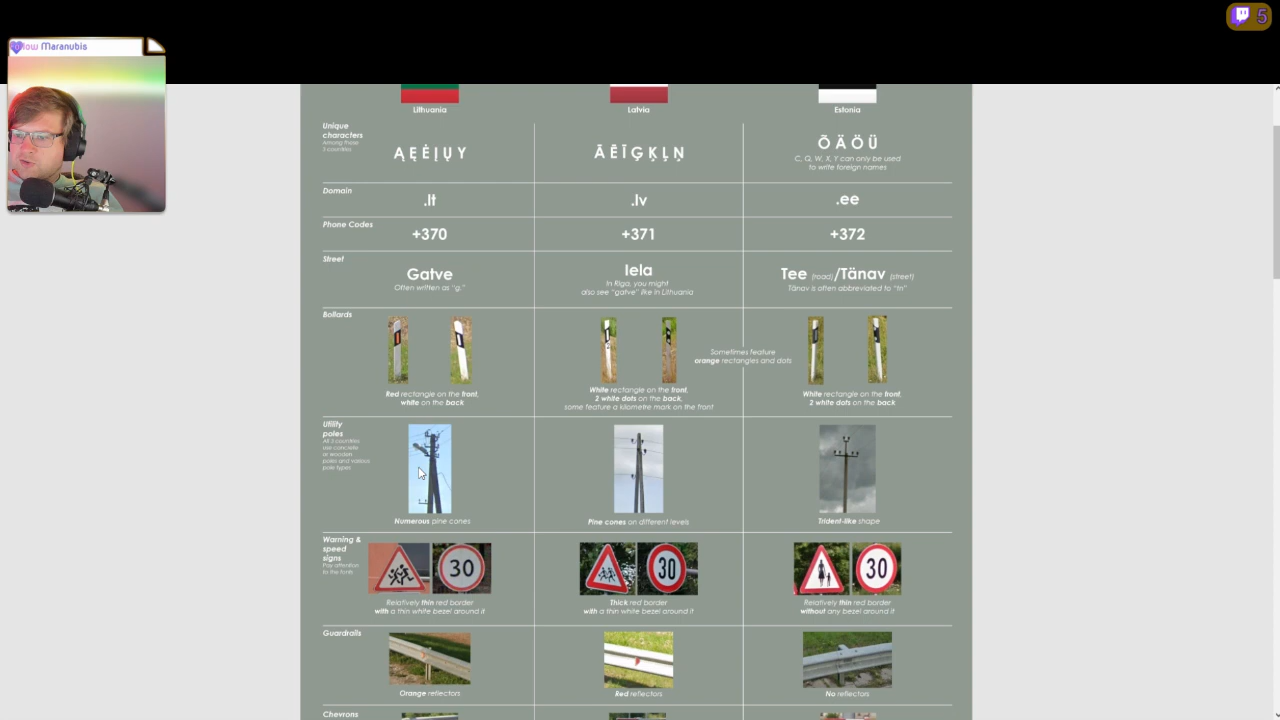 5
Follow Maranubis
Lithuania
Latvia
Estonia
Unique
characters
Among these
3 countries
Ą Ę Ė Į Ų Y
Ā Ē Ī Ģ Ķ Ļ Ņ
Õ Ä Ö Ü
C, Q, W, X, Y can only be used
to write foreign names
Domain
.lt
.lv
.ee
Phone Codes
+370
+371
+372
Street
Gatve
Often written as "g."
Iela
In Riga, you might
also see "gatve" like in Lithuania
Tee (road)/Tänav (street)
Tänav is often abbreviated to "tn"
Bollards
Red rectangle on the front,
white on the back
White rectangle on the front,
2 white dots on the back,
some feature a kilometre mark on the front
Sometimes feature
orange rectangles and dots
White rectangle on the front,
2 white dots on the back
Utility
poles
All 3 countries
use concrete
or wooden
poles and various
pole types
Numerous pine cones
Pine cones on different levels
Trident-like shape
Warning &
speed
signs
Pay attention
to the fonts
30
30
30
Relatively thin red border
with a thin white bezel around it
Thick red border
with a thin white bezel around it
Relatively thin red border
without any bezel around it
Guardrails
Orange reflectors
Red reflectors
No reflectors
Chevrons